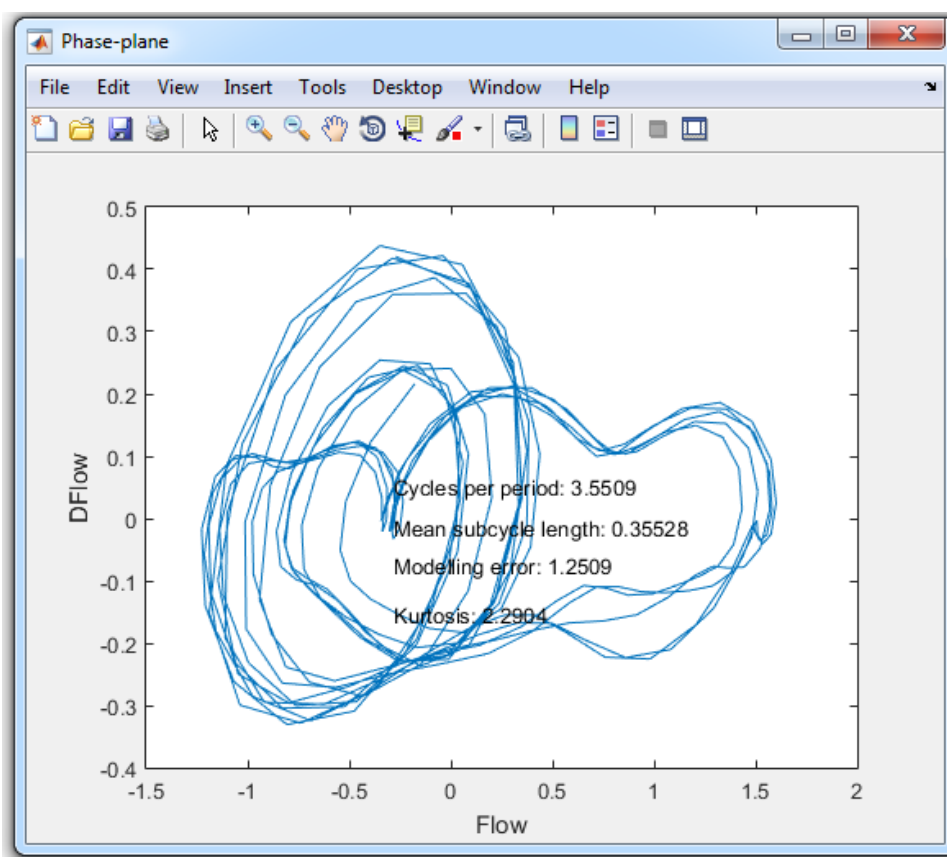 Phase-plane
File Edit View Insert Tools Desktop Window Help
0.5
0.4
0.3
0.2
0.1
0
-0.1
-0.2
-0.3
-0.4
DFlow
Cycles per period: 3.5509
Mean subcycle length: 0.35528
Modelling error: 1.2509
Kurtosis: 2.2904
-1.5 -1 -0.5 0 0.5 1 1.5 2
Flow